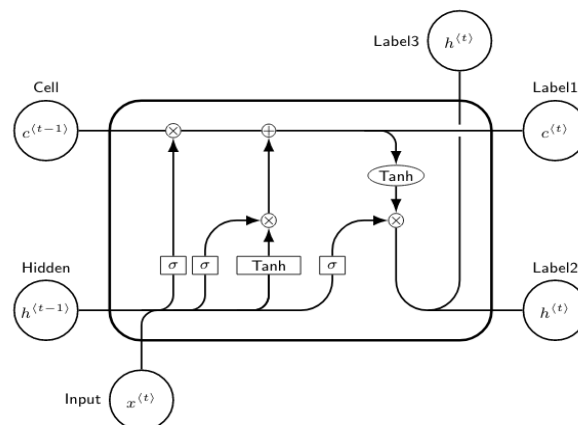 Label3
h⟨t⟩
Cell
Label1
c⟨t−1⟩
×
+
c⟨t⟩
Tanh
×
×
Hidden
σ
σ
Tanh
σ
Label2
h⟨t−1⟩
h⟨t⟩
Input
x⟨t⟩